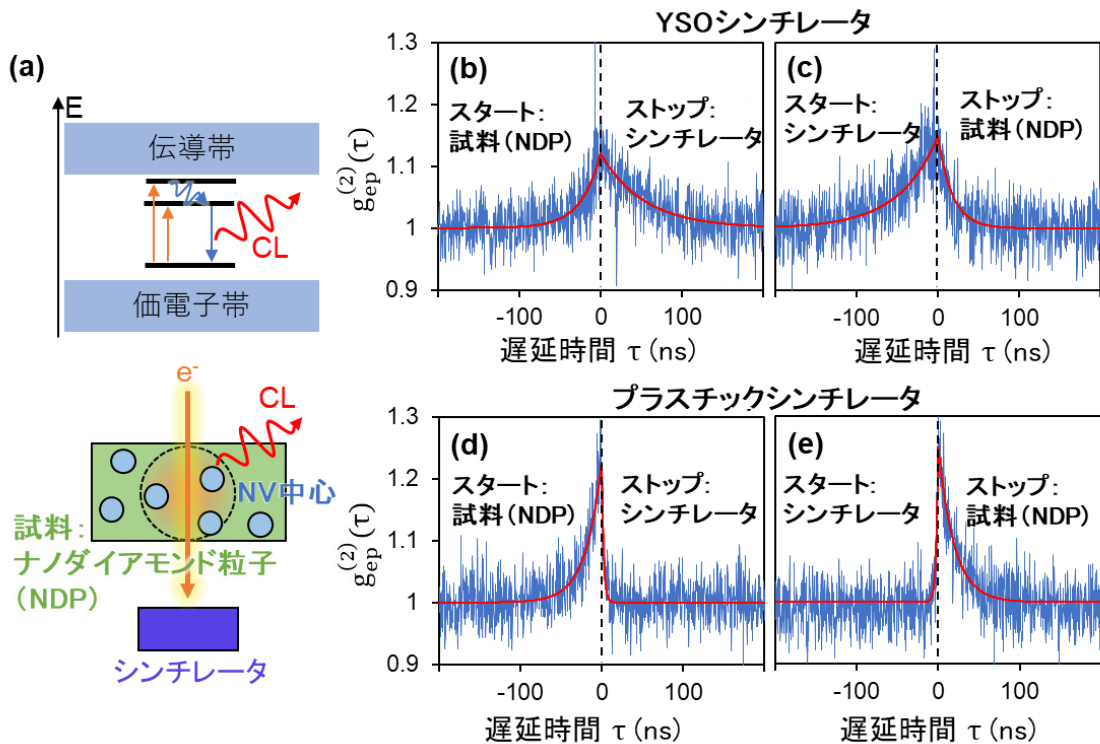 (a)
E
伝導帯
CL
価電子帯
e-
CL
NV中心
試料:
ナノダイアモンド粒子
(NDP)
シンチレータ
YSOシンチレータ
(b)
スタート:
試料(NDP)
ストップ:
シンチレータ
1.3
1.2
1.1
1
0.9
g_ep^(2)(τ)
-100
0
100
遅延時間 τ (ns)
(c)
スタート:
シンチレータ
ストップ:
試料(NDP)
-100
0
100
遅延時間 τ (ns)
プラスチックシンチレータ
(d)
スタート:
試料(NDP)
ストップ:
シンチレータ
1.3
1.2
1.1
1
0.9
g_ep^(2)(τ)
-100
0
100
遅延時間 τ (ns)
(e)
スタート:
シンチレータ
ストップ:
試料(NDP)
-100
0
100
遅延時間 τ (ns)